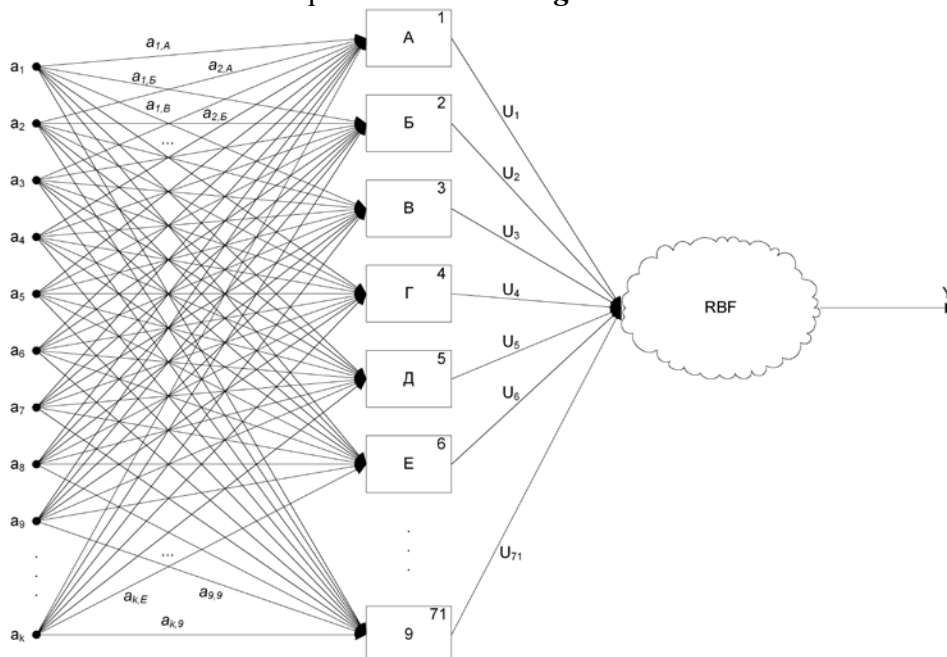 1
А
a1,А
a1
a2,А
a1,Б
2
Б
U1
a1,В
a2,Б
a2
...
U2
a3
3
В
U3
a4
4
Г
U4
a5
Y
RBF
5
Д
U5
a6
U6
a7
6
Е
a8
a9
.
.
.
.
.
.
...
U71
ak,Е
a9,9
71
9
ak,9
ak